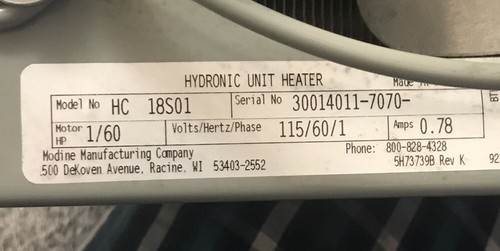 HYDRONIC UNIT HEATER
Model No HC 18S01 Serial No 30014011-7070-
Motor HP 1/60 Volts/Hertz/Phase 115/60/1 Amps 0.78
Modine Manufacturing Company Phone: 800-828-4328
500 DeKoven Avenue, Racine, WI 53403-2552 5H73739B Rev K